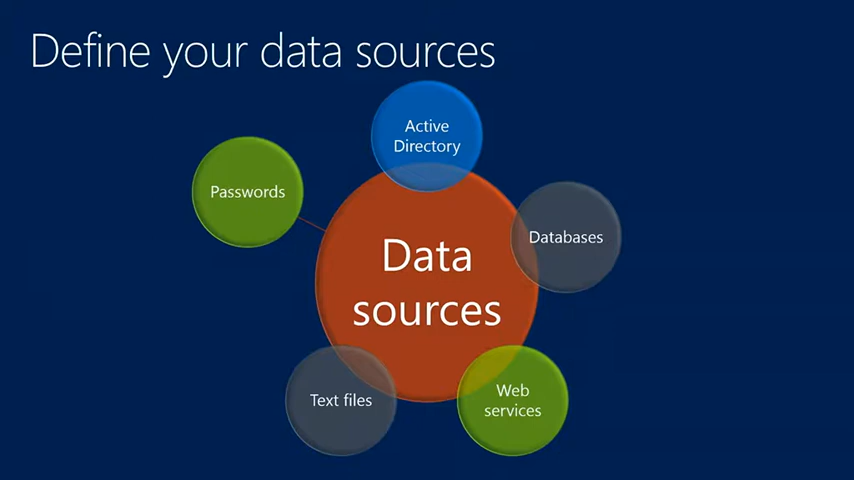 Define your data sources
Active
Directory
Passwords
Databases
Data
sources
Text files
Web
services